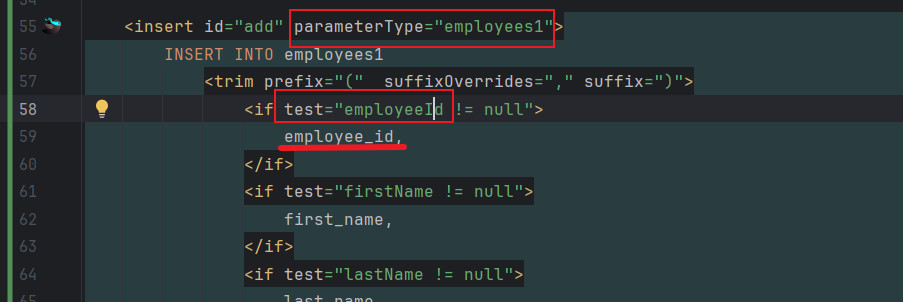 55 <insert id="add" parameterType="employees1">
56 INSERT INTO employees1
57 <trim prefix="(" suffixOverrides="," suffix=")">
58 <if test="employeeId != null">
59 employee_id,
60 </if>
61 <if test="firstName != null">
62 first_name,
63 </if>
64 <if test="lastName != null">
last_name